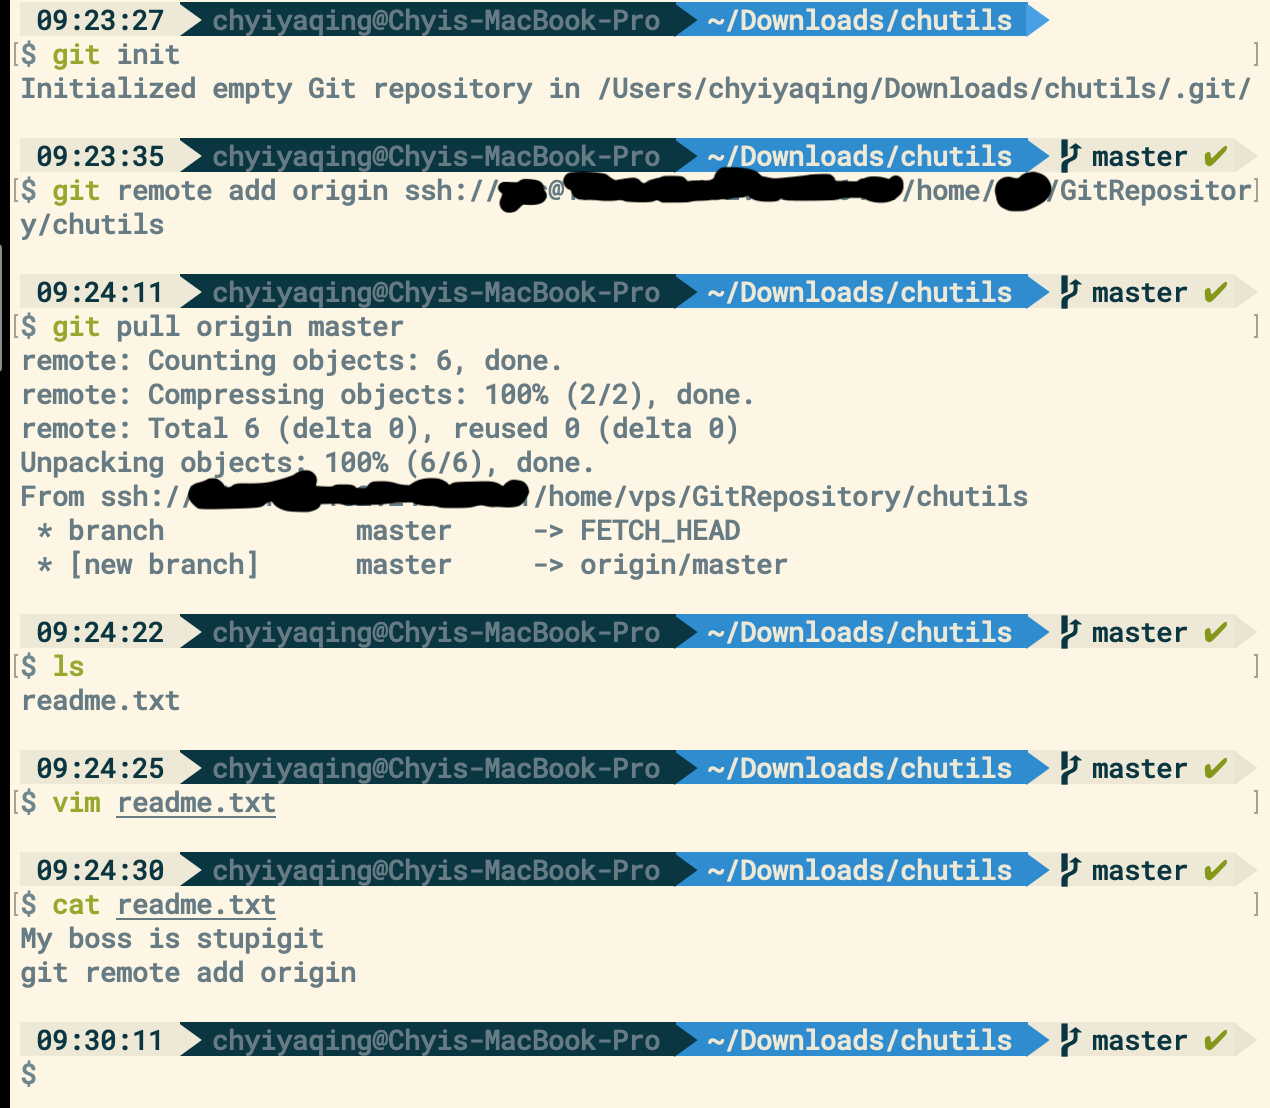 09:23:27 chyiyaqing@Chyis-MacBook-Pro ~/Downloads/chutils
[$ git init ]
Initialized empty Git repository in /Users/chyiyaqing/Downloads/chutils/.git/
09:23:35 chyiyaqing@Chyis-MacBook-Pro ~/Downloads/chutils master ✔
[$ git remote add origin ssh://@/home//GitRepositor]
y/chutils
09:24:11 chyiyaqing@Chyis-MacBook-Pro ~/Downloads/chutils master ✔
[$ git pull origin master ]
remote: Counting objects: 6, done.
remote: Compressing objects: 100% (2/2), done.
remote: Total 6 (delta 0), reused 0 (delta 0)
Unpacking objects: 100% (6/6), done.
From ssh:///home/vps/GitRepository/chutils
* branch master -> FETCH_HEAD
* [new branch] master -> origin/master
09:24:22 chyiyaqing@Chyis-MacBook-Pro ~/Downloads/chutils master ✔
[$ ls ]
readme.txt
09:24:25 chyiyaqing@Chyis-MacBook-Pro ~/Downloads/chutils master ✔
[$ vim readme.txt ]
09:24:30 chyiyaqing@Chyis-MacBook-Pro ~/Downloads/chutils master ✔
[$ cat readme.txt ]
My boss is stupigit
git remote add origin
09:30:11 chyiyaqing@Chyis-MacBook-Pro ~/Downloads/chutils master ✔
$